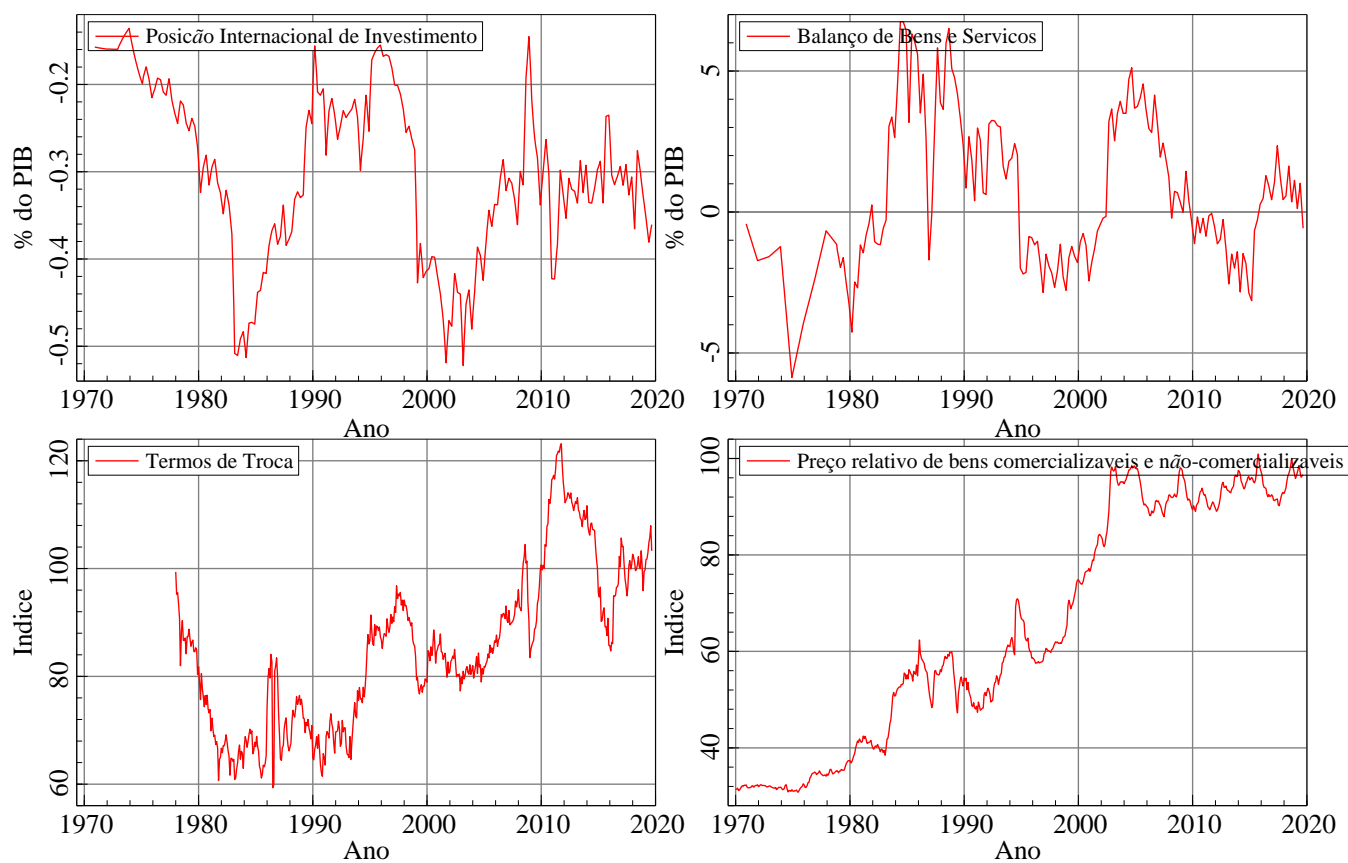 Posicão Internacional de Investimento
% do PIB
-0.2
-0.3
-0.4
-0.5
1970 1980 1990 2000 2010 2020
Ano
Balanço de Bens e Servicos
% do PIB
5
0
-5
1970 1980 1990 2000 2010 2020
Ano
Termos de Troca
Indice
120
100
80
60
1970 1980 1990 2000 2010 2020
Ano
Preço relativo de bens comercializaveis e não-comercializaveis
Indice
100
80
60
40
1970 1980 1990 2000 2010 2020
Ano